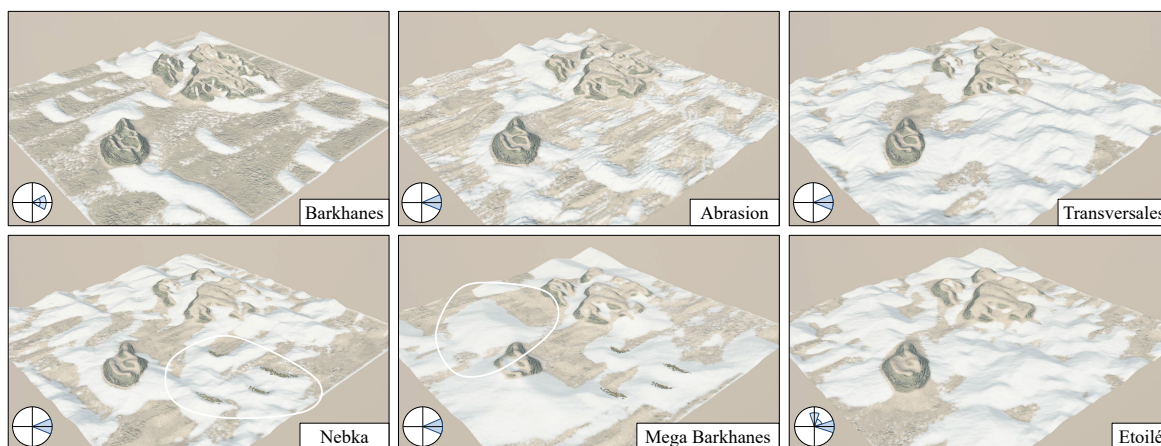 Barkhanes
Abrasion
Transversales
Nebka
Mega Barkhanes
Etoilé